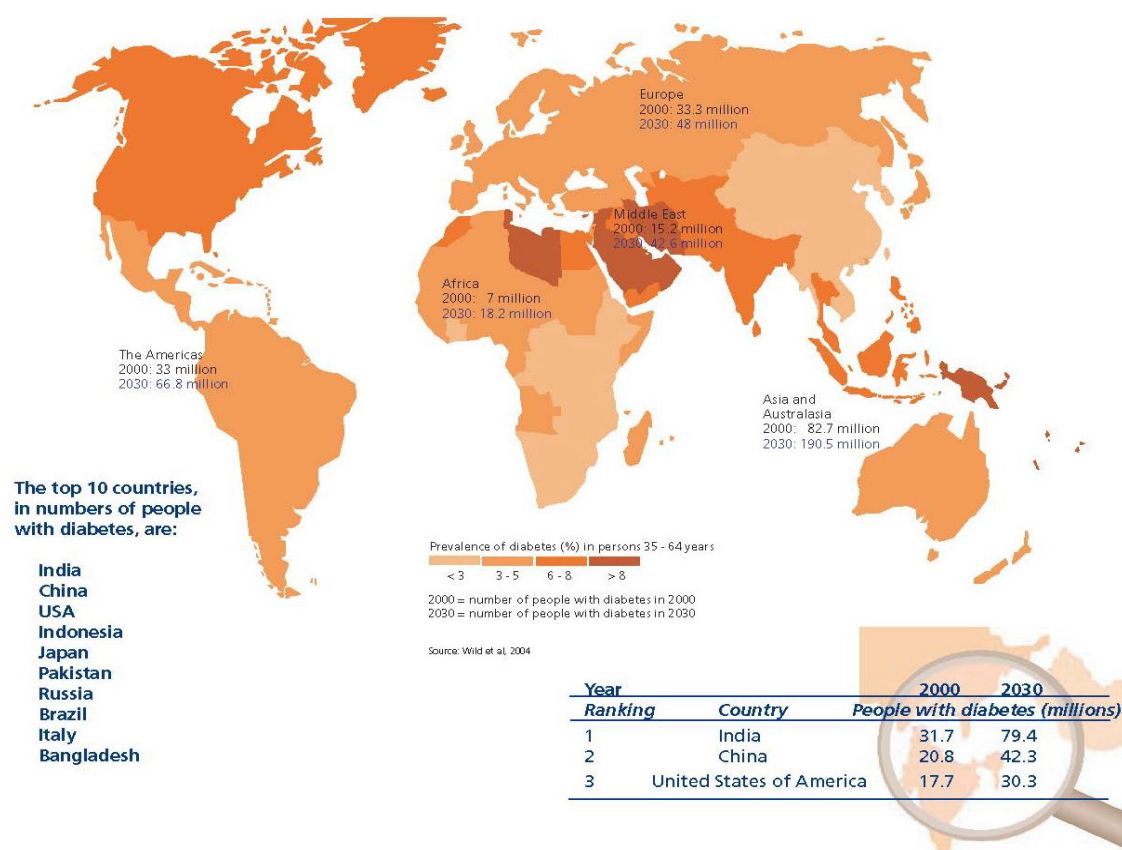 Europe
2000: 33.3 million
2030: 48 million
Middle East
2000: 15.2 million
2030: 42.6 million
Africa
2000: 7 million
2030: 18.2 million
The Americas
2000: 33 million
2030: 66.8 million
Asia and
Australasia
2000: 82.7 million
2030: 190.5 million
The top 10 countries,
in numbers of people
with diabetes, are:
India
China
USA
Indonesia
Japan
Pakistan
Russia
Brazil
Italy
Bangladesh
Prevalence of diabetes (%) in persons 35 - 64 years
< 3 3 - 5 6 - 8 > 8
2000 = number of people with diabetes in 2000
2030 = number of people with diabetes in 2030
Source: Wild et al, 2004
Year 2000 2030
Ranking Country People with diabetes (millions)
1 India 31.7 79.4
2 China 20.8 42.3
3 United States of America 17.7 30.3